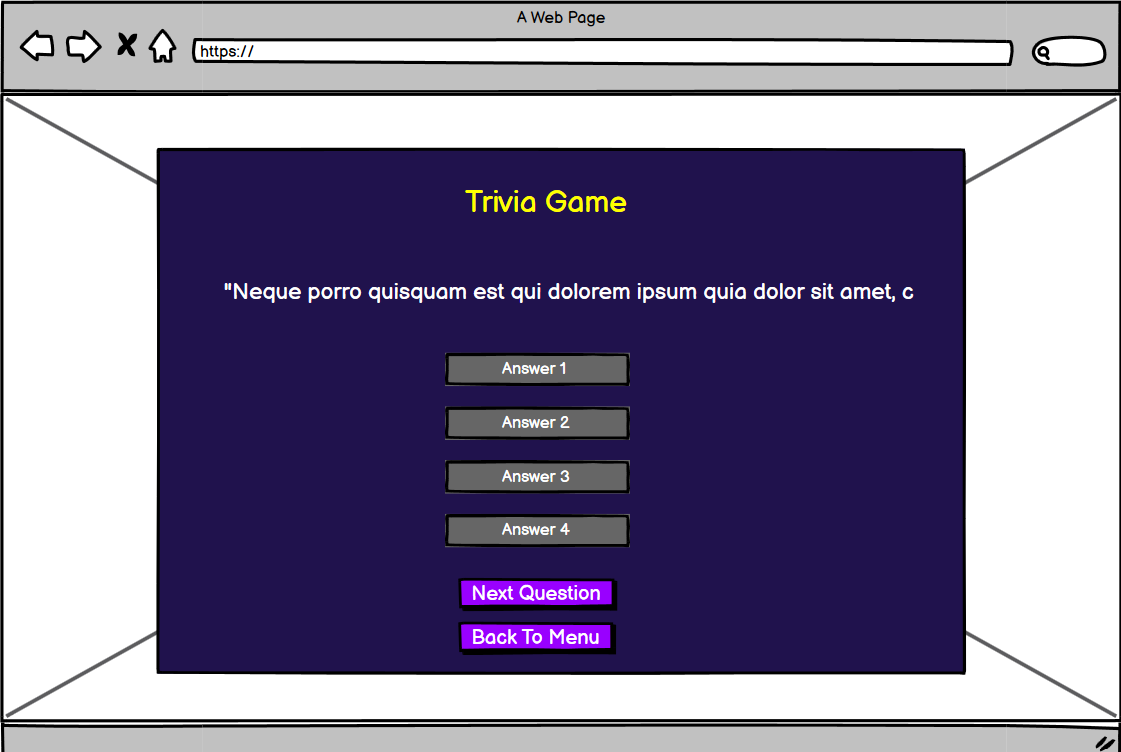 A Web Page
https://
Trivia Game
"Neque porro quisquam est qui dolorem ipsum quia dolor sit amet, c
Answer 1
Answer 2
Answer 3
Answer 4
Next Question
Back To Menu